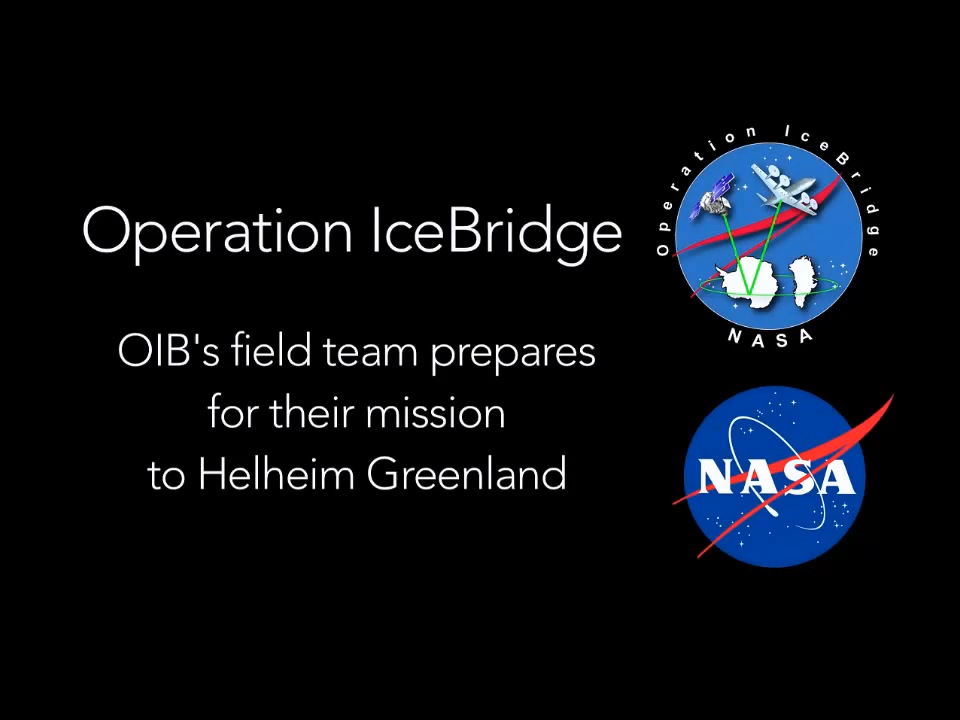 Operation IceBridge
OIB's field team prepares
for their mission
to Helheim Greenland
Operation IceBridge
NASA
NASA